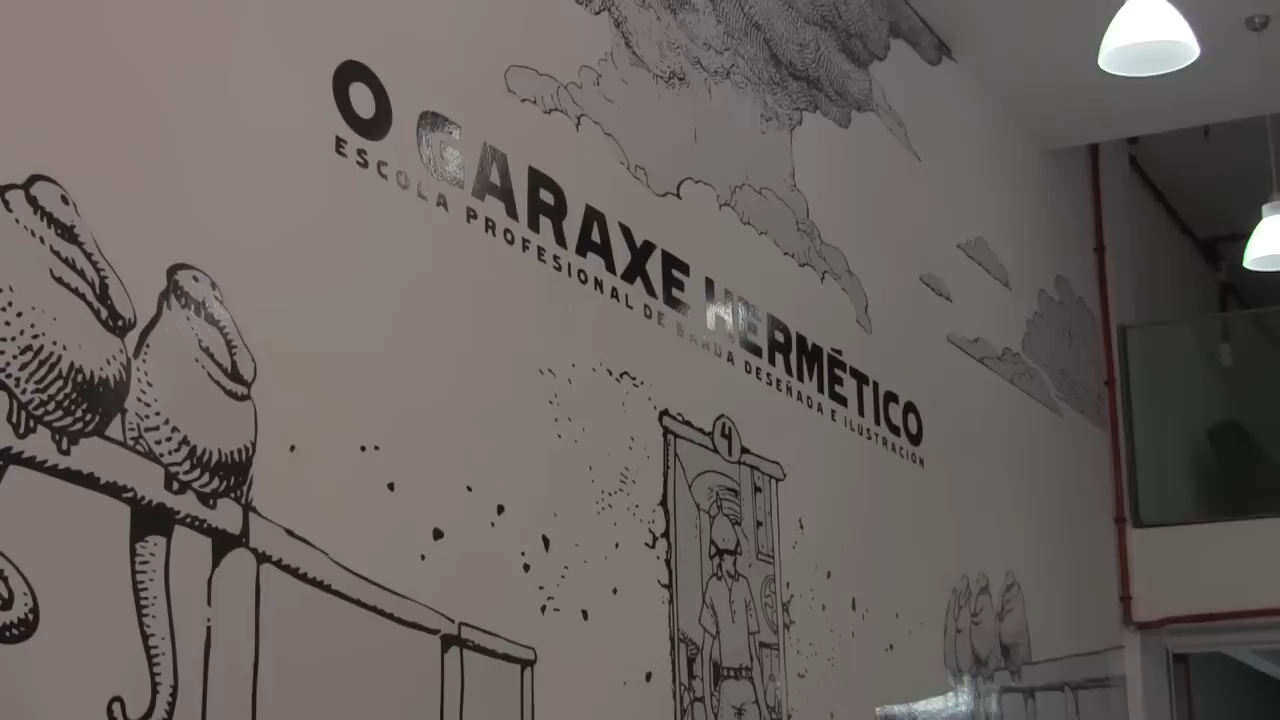 O GARAXE HERMÉTICO
ESCOLA PROFESIONAL DE BANDA DESEÑADA E ILUSTRACIÓN
4